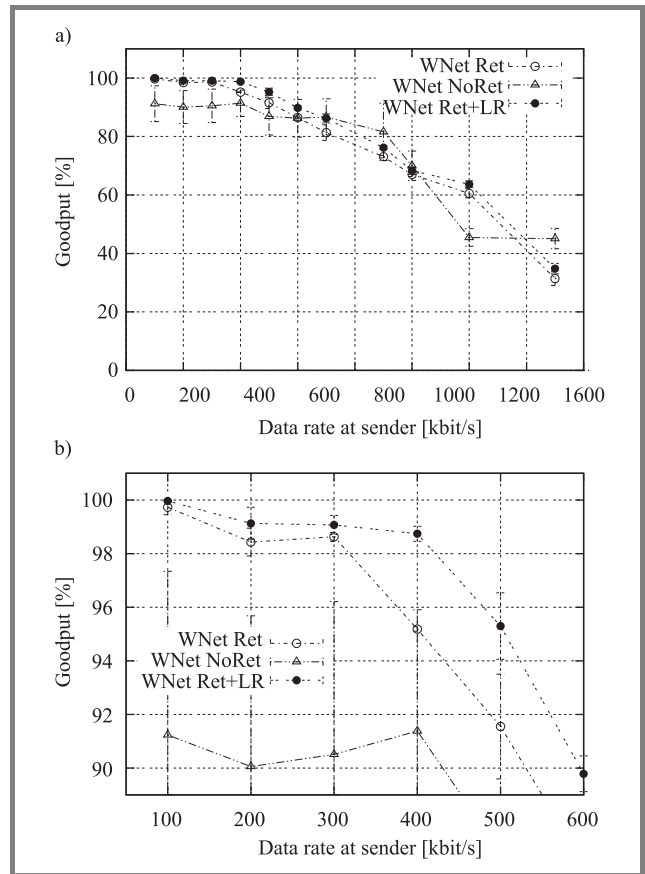 a)
100
80
60
40
20
0
Goodput [%]
WNet Ret
WNet NoRet
WNet Ret+LR
0 200 400 400 600 800 1000 1200 1600
Data rate at sender [kbit/s]
b)
100
98
96
94
92
90
Goodput [%]
WNet Ret
WNet NoRet
WNet Ret+LR
100 200 300 400 500 600
Data rate at sender [kbit/s]